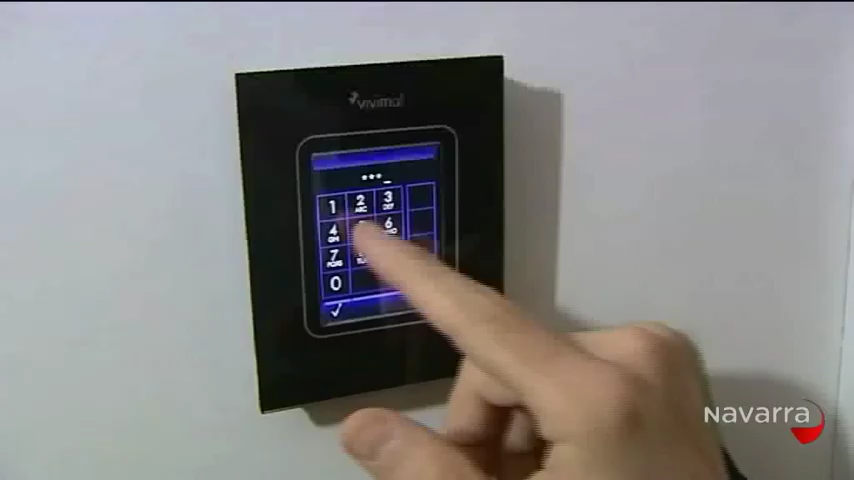 vivimat
***_
1 2 3
ABC DEF
4 6
GHI MNO
7
PQRS
0
✓
NAVARRA